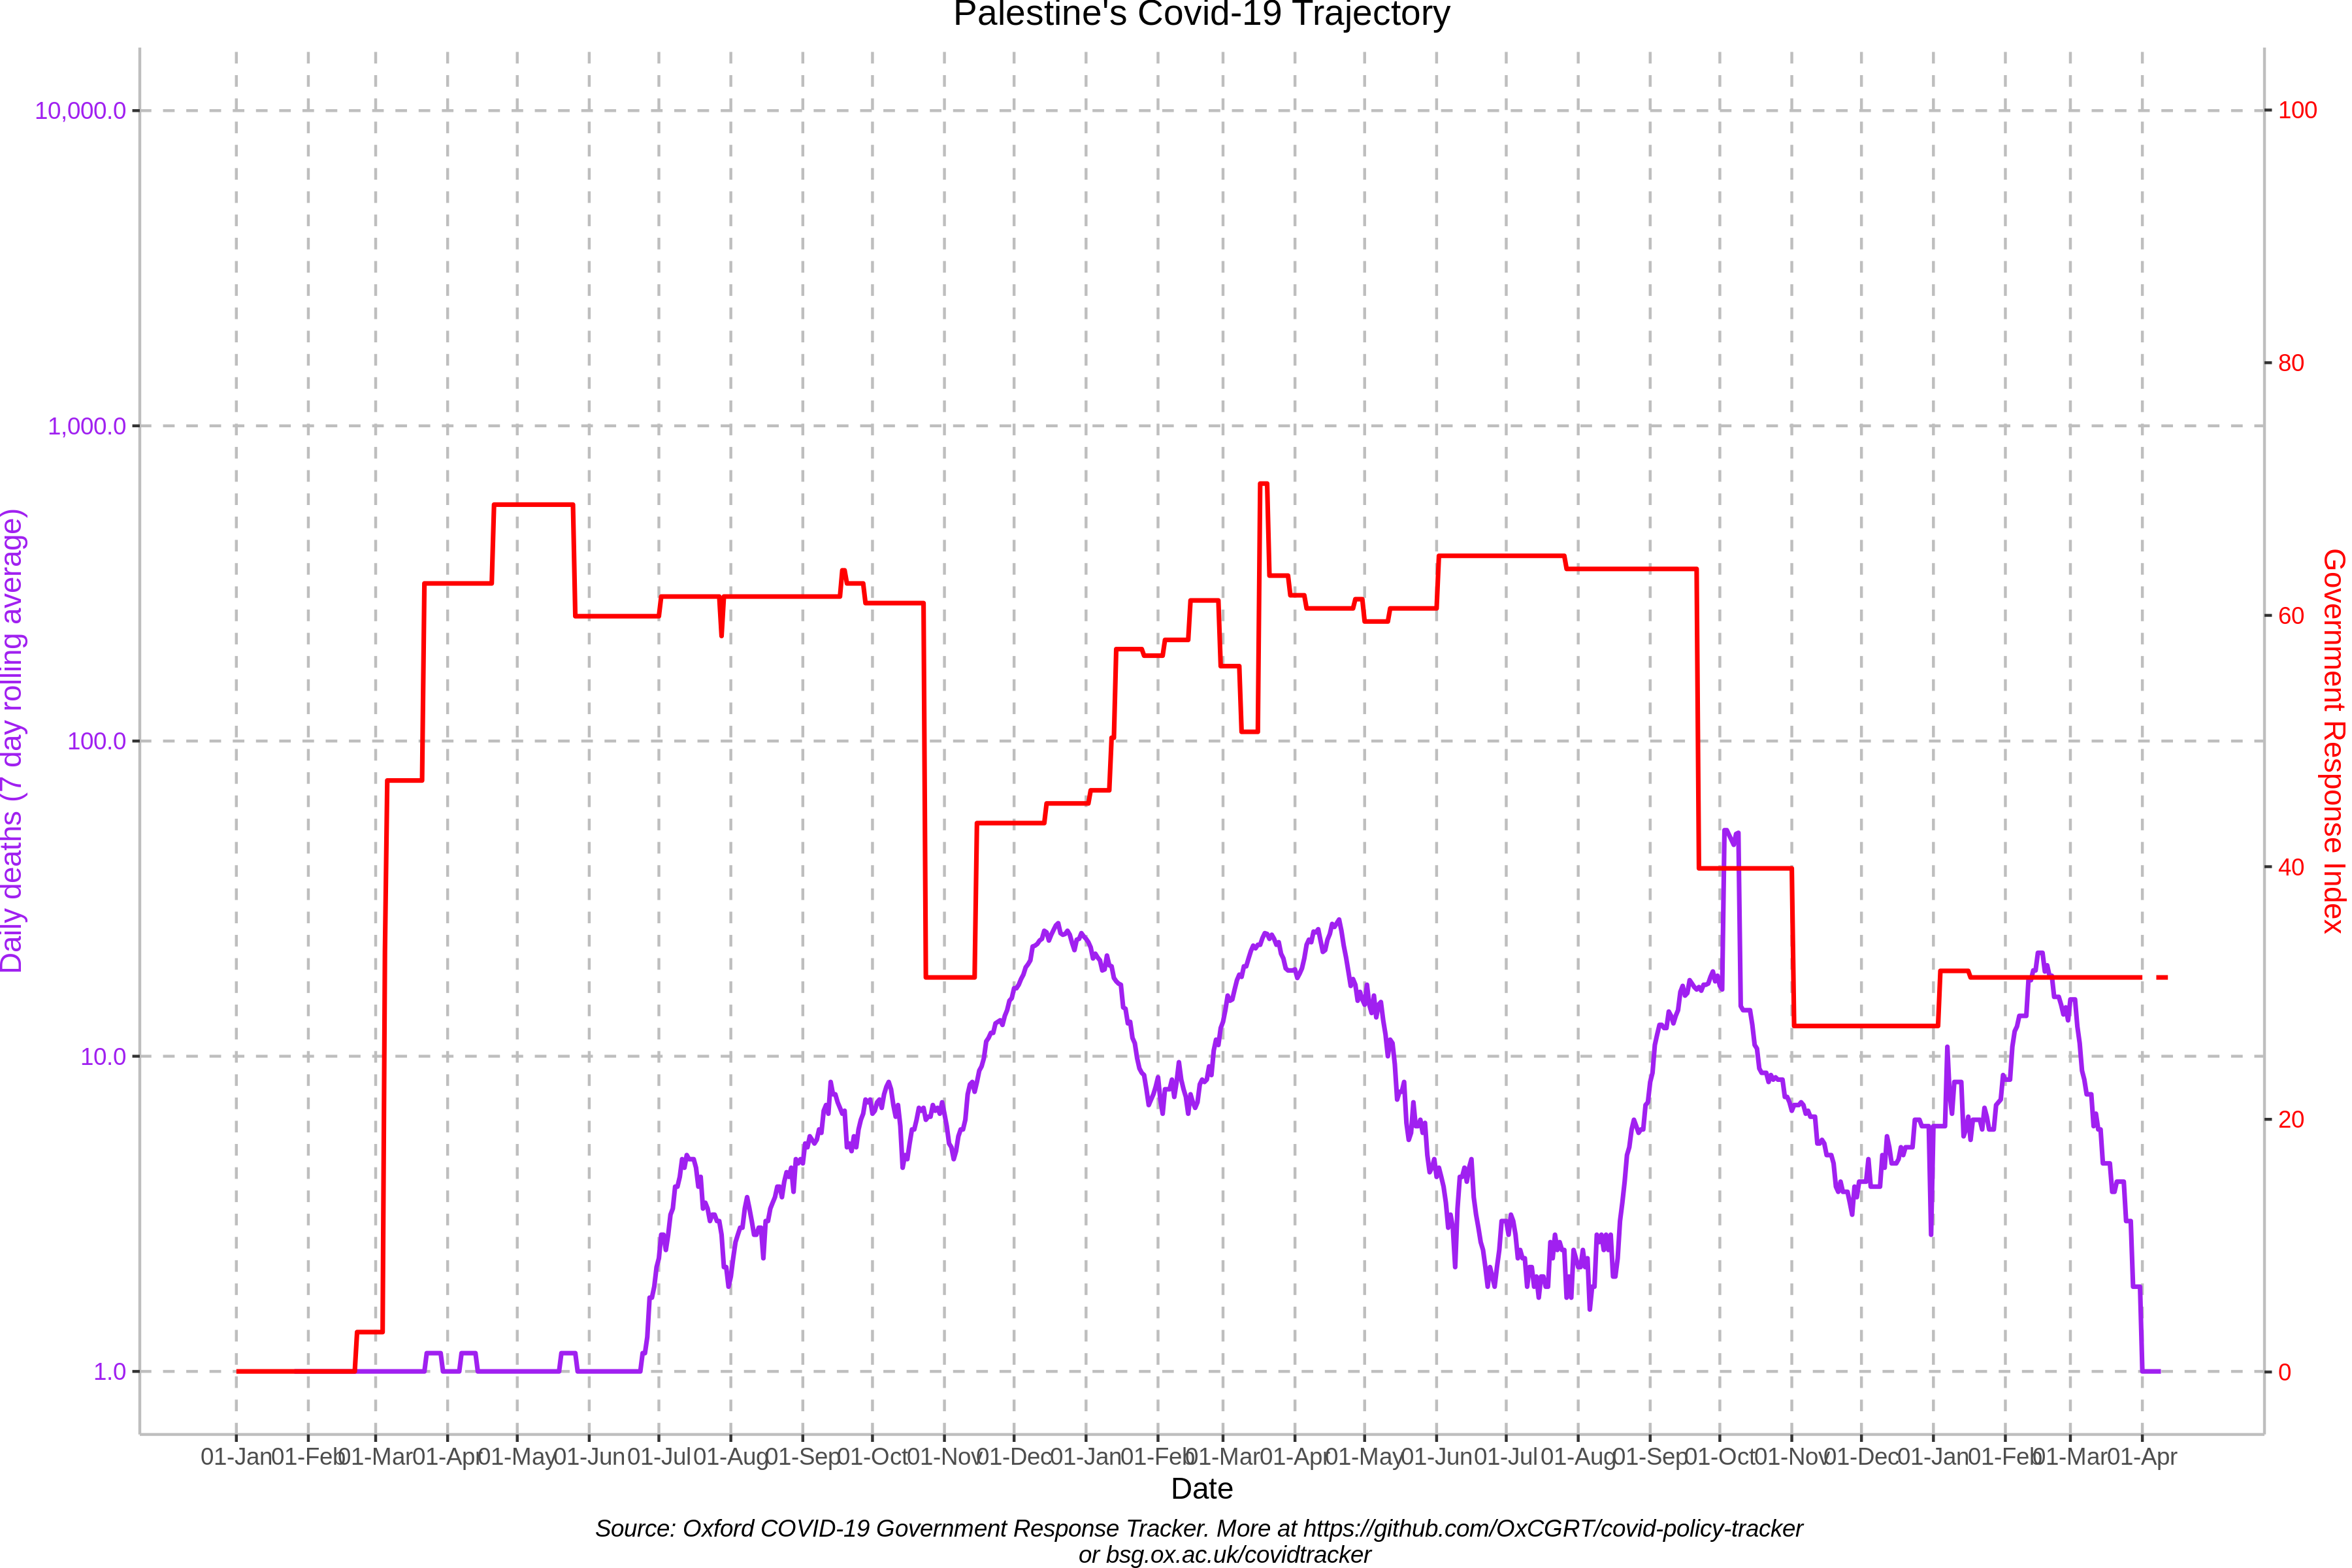 Palestine's Covid-19 Trajectory
10,000.0
1,000.0
100.0
10.0
1.0
Daily deaths (7 day rolling average)
100
80
60
40
20
0
Government Response Index
01-Jan 01-Feb 01-Mar 01-Apr 01-May 01-Jun 01-Jul 01-Aug 01-Sep 01-Oct 01-Nov 01-Dec 01-Jan 01-Feb 01-Mar 01-Apr 01-May 01-Jun 01-Jul 01-Aug 01-Sep 01-Oct 01-Nov 01-Dec 01-Jan 01-Feb 01-Mar 01-Apr
Date
Source: Oxford COVID-19 Government Response Tracker. More at https://github.com/OxCGRT/covid-policy-tracker
or bsg.ox.ac.uk/covidtracker